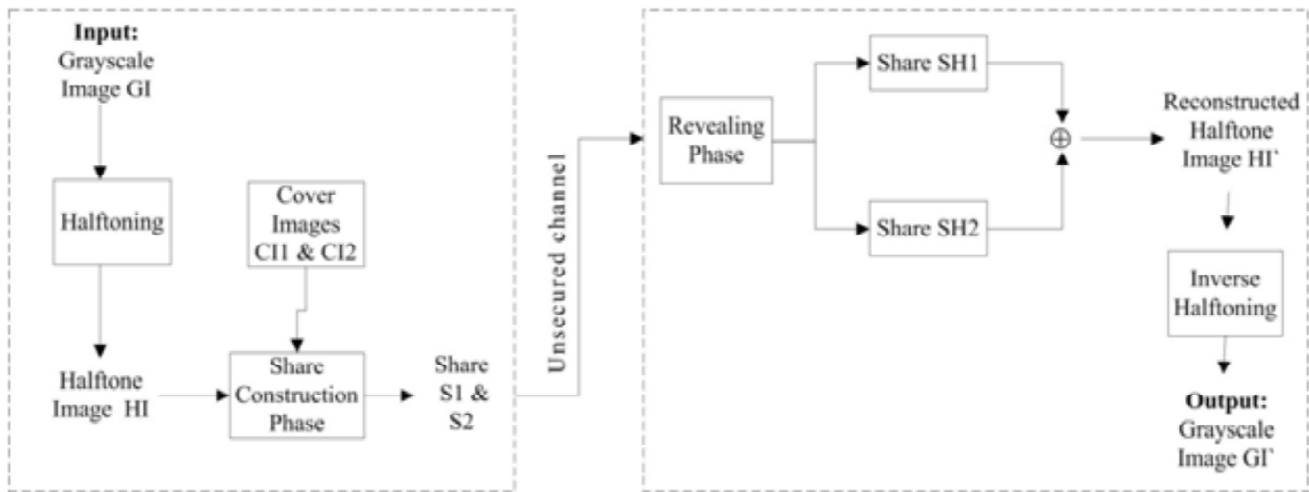 Input:
Grayscale
Image GI
Halftoning
Cover
Images
CI1 & CI2
Halftone
Image HI
Share
Construction
Phase
Share
S1 &
S2
Unsecured channel
Revealing
Phase
Share SH1
Share SH2
⊕
Reconstructed
Halftone
Image HI`
Inverse
Halftoning
Output:
Grayscale
Image GI`